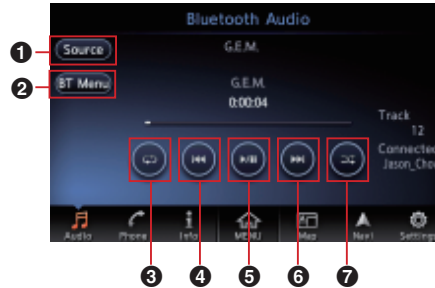 Bluetooth Audio
1 Source
G.E.M.
2 BT Menu
G.E.M.
0:00:04
Track
12
Connected
Jason_Chou
Audio Phone Info MENU Map Navi Settings
3 4 5 6 7